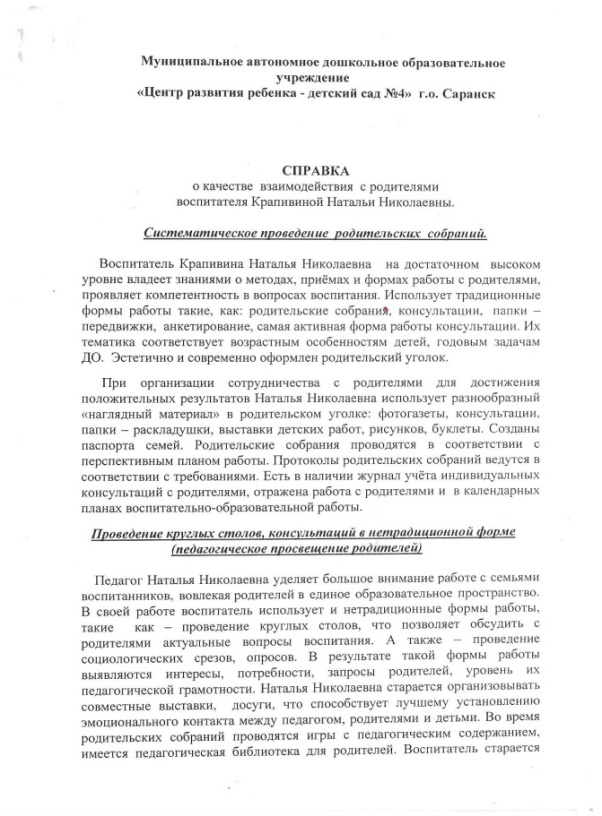 Муниципальное автономное дошкольное образовательное
учреждение
«Центр развития ребенка - детский сад №4» г.о. Саранск
СПРАВКА
о качестве взаимодействия с родителями
воспитателя Крапивиной Натальи Николаевны.
Систематическое проведение родительских собраний.
Воспитатель Крапивина Наталья Николаевна на достаточном высоком
уровне владеет знаниями о методах, приёмах и формах работы с родителями,
проявляет компетентность в вопросах воспитания. Использует традиционные
формы работы такие, как: родительские собрания, консультации, папки –
передвижки, анкетирование, самая активная форма работы консультации. Их
тематика соответствует возрастным особенностям детей, годовым задачам
ДО. Эстетично и современно оформлен родительский уголок.
При организации сотрудничества с родителями для достижения
положительных результатов Наталья Николаевна использует разнообразный
«наглядный материал» в родительском уголке: фотогазеты, консультации,
папки – раскладушки, выставки детских работ, рисунков, буклеты. Созданы
паспорта семей. Родительские собрания проводятся в соответствии с
перспективным планом работы. Протоколы родительских собраний ведутся в
соответствии с требованиями. Есть в наличии журнал учёта индивидуальных
консультаций с родителями, отражена работа с родителями и в календарных
планах воспитательно-образовательной работы.
Проведение круглых столов, консультаций в нетрадиционной форме
(педагогическое просвещение родителей)
Педагог Наталья Николаевна уделяет большое внимание работе с семьями
воспитанников, вовлекая родителей в единое образовательное пространство.
В своей работе воспитатель использует и нетрадиционные формы работы,
такие как – проведение круглых столов, что позволяет обсудить с
родителями актуальные вопросы воспитания. А также – проведение
социологических срезов, опросов. В результате такой формы работы
выявляются интересы, потребности, запросы родителей, уровень их
педагогической грамотности. Наталья Николаевна старается организовывать
совместные выставки, досуги, что способствует лучшему установлению
эмоционального контакта между педагогом, родителями и детьми. Во время
родительских собраний проводятся игры с педагогическим содержанием,
имеется педагогическая библиотека для родителей. Воспитатель старается